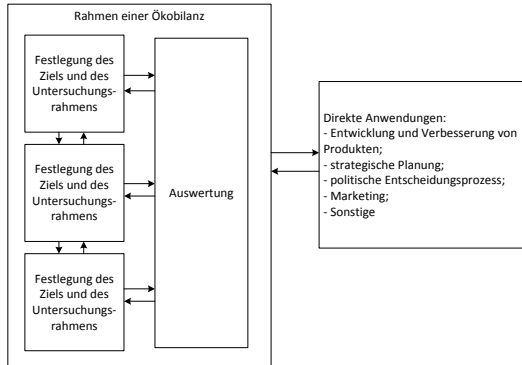 Rahmen einer Ökobilanz
Festlegung des
Ziels und des
Untersuchungs-
rahmens
Festlegung des
Ziels und des
Untersuchungs-
rahmens
Festlegung des
Ziels und des
Untersuchungs-
rahmens
Auswertung
Direkte Anwendungen:
- Entwicklung und Verbesserung von
Produkten;
- strategische Planung;
- politische Entscheidungsprozess;
- Marketing;
- Sonstige